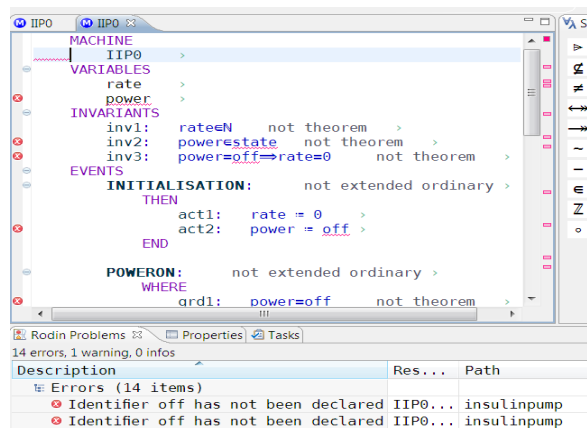 IIP0 IIP0
MACHINE
IIP0 ›
VARIABLES
rate ›
power ›
INVARIANTS
inv1: rate∈ℕ not theorem ›
inv2: power∈state not theorem ›
inv3: power=off⇒rate=0 not theorem ›
EVENTS
INITIALISATION: not extended ordinary ›
THEN
act1: rate ≔ 0 ›
act2: power ≔ off ›
END
POWERON: not extended ordinary ›
WHERE
grd1: power=off not theorem ›
S
⊳
⊈
≠
↔
↠
∼
−
∈
ℤ
∘
Rodin Problems Properties Tasks
14 errors, 1 warning, 0 infos
Description Res... Path
Errors (14 items)
Identifier off has not been declared IIP0... insulinpump
Identifier off has not been declared IIP0... insulinpump